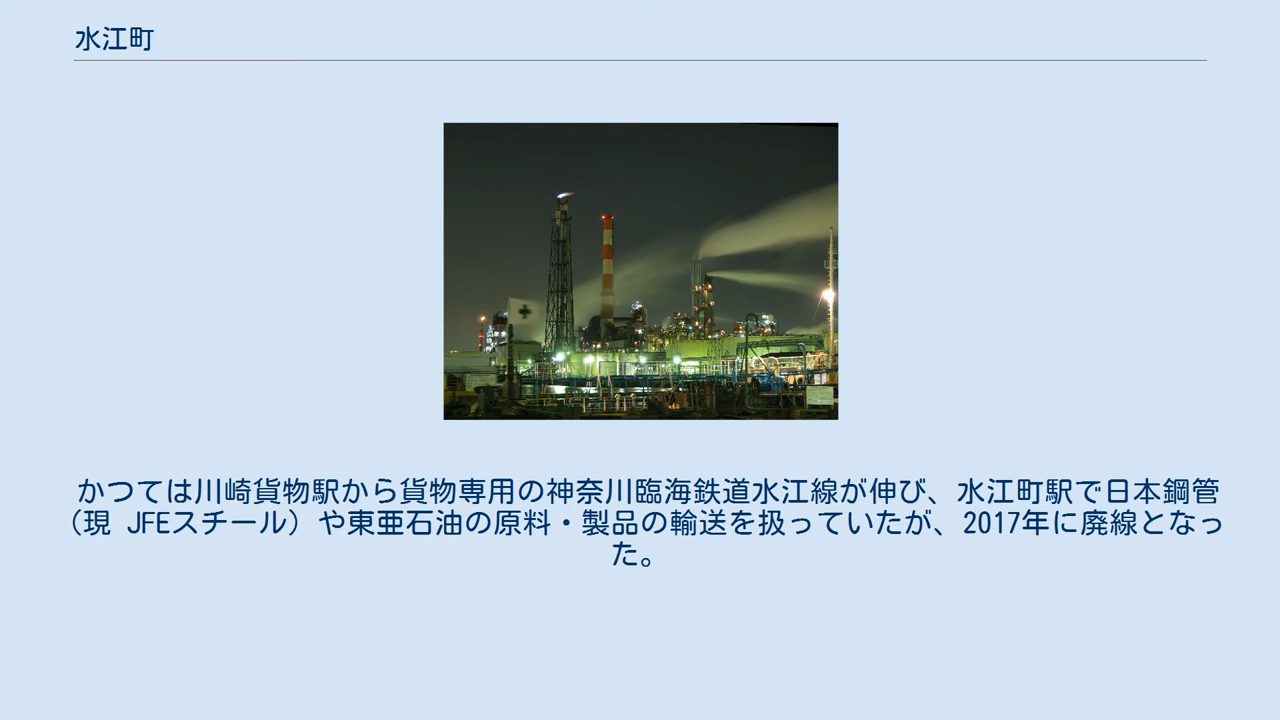 水江町
かつては川崎貨物駅から貨物専用の神奈川臨海鉄道水江線が伸び、水江町駅で日本鋼管
(現 JFEスチール）や東亜石油の原料・製品の輸送を扱っていたが、2017年に廃線となっ
た。